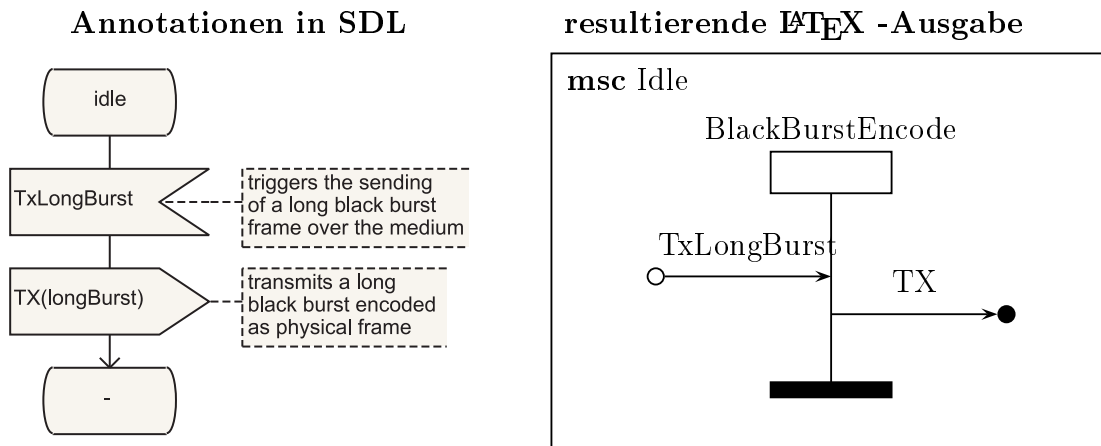 Annotationen in SDL
idle
TxLongBurst
triggers the sending
of a long black burst
frame over the medium
TX(longBurst)
transmits a long
black burst encoded
as physical frame
-
resultierende LATEX -Ausgabe
msc Idle
BlackBurstEncode
TxLongBurst
TX